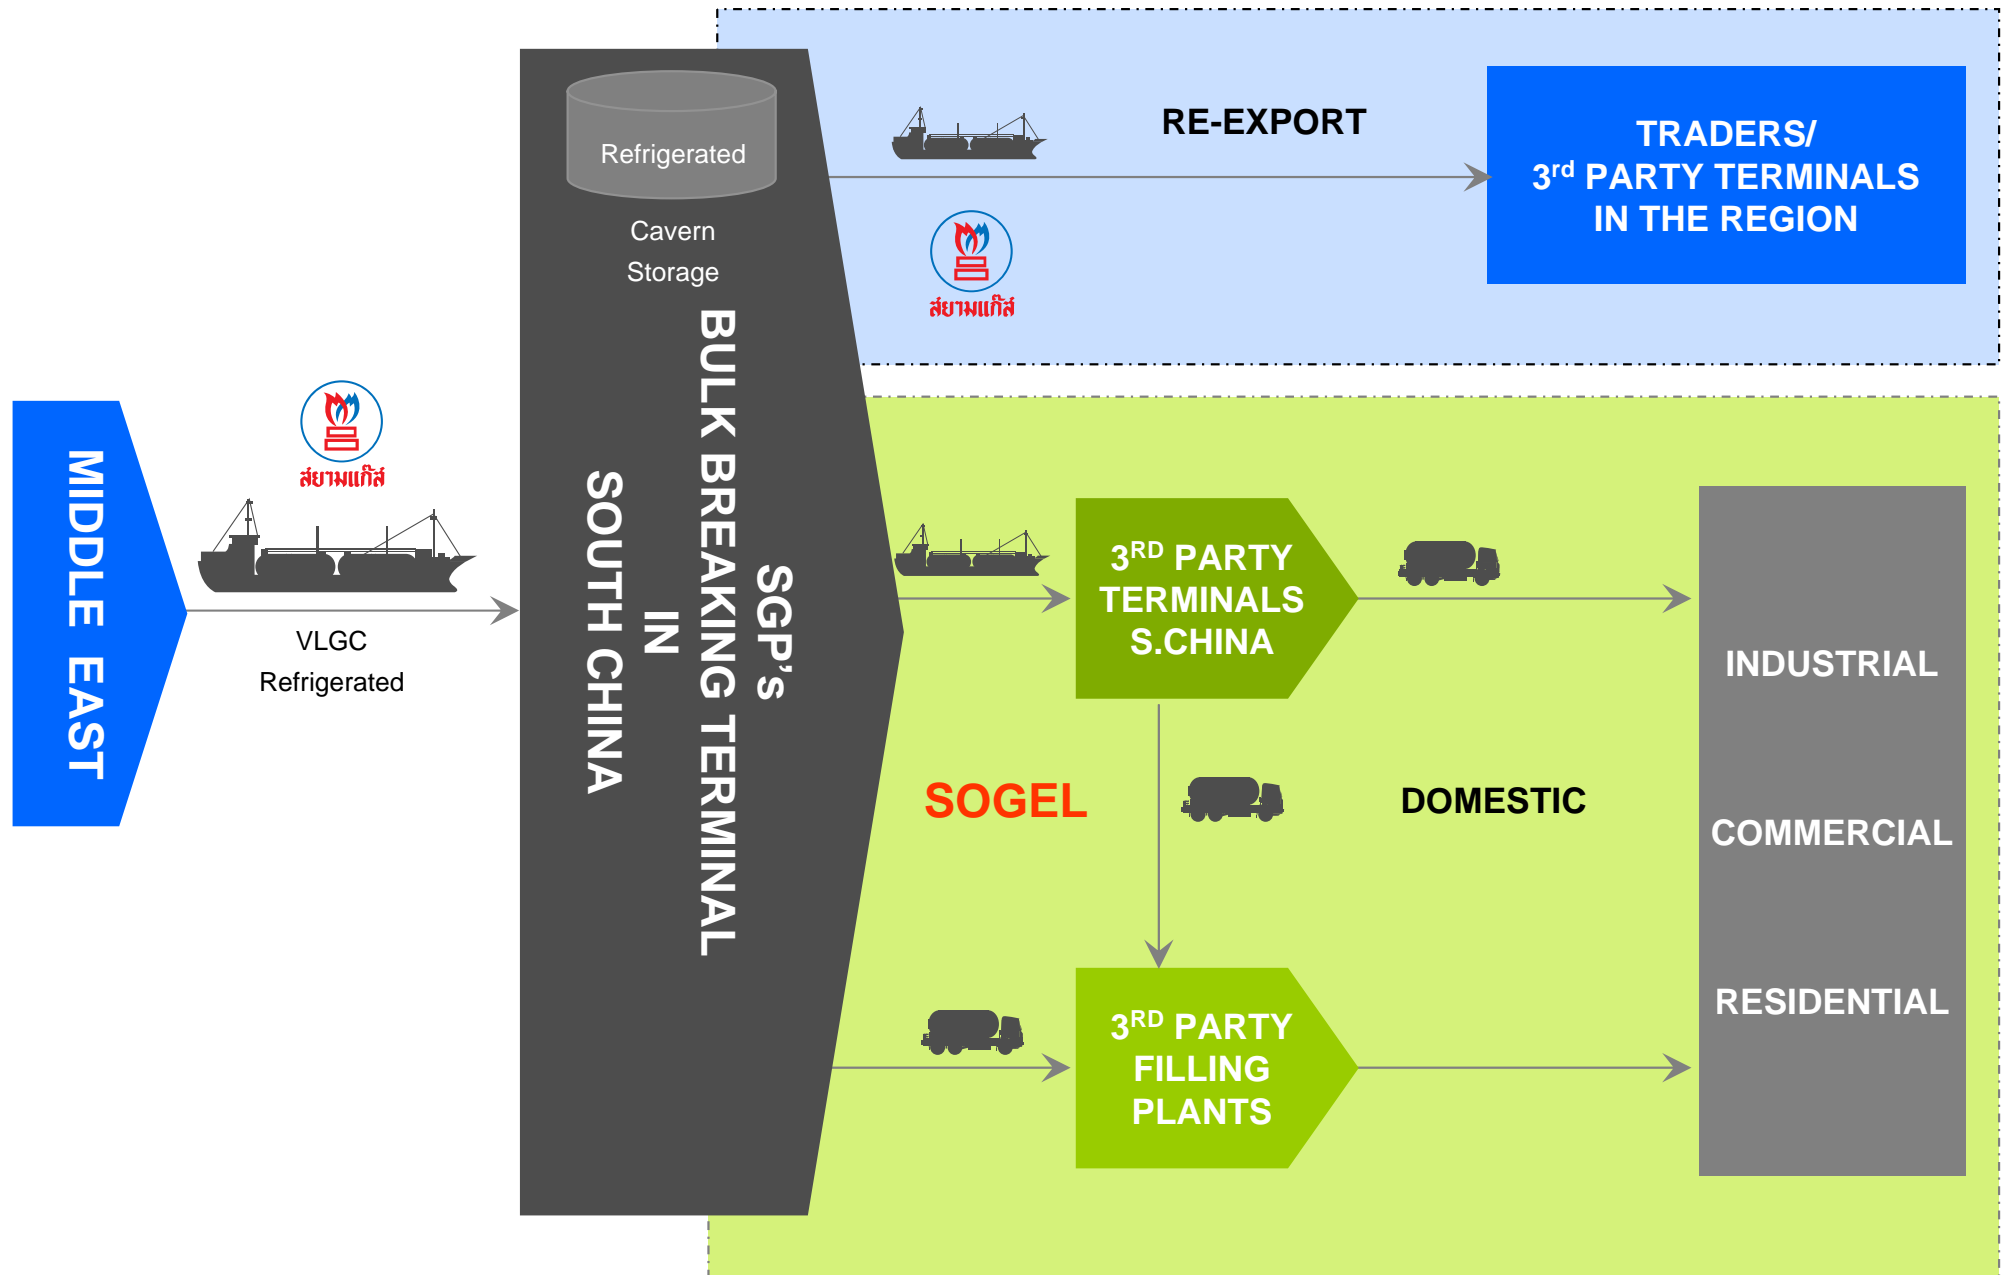 MIDDLE EAST
สยามแก๊ส
VLGC
Refrigerated
Refrigerated
Cavern
Storage
SGP's
BULK BREAKING TERMINAL
IN
SOUTH CHINA
RE-EXPORT
สยามแก๊ส
TRADERS/
3rd PARTY TERMINALS
IN THE REGION
3RD PARTY
TERMINALS
S.CHINA
SOGEL
DOMESTIC
3RD PARTY
FILLING
PLANTS
INDUSTRIAL
COMMERCIAL
RESIDENTIAL